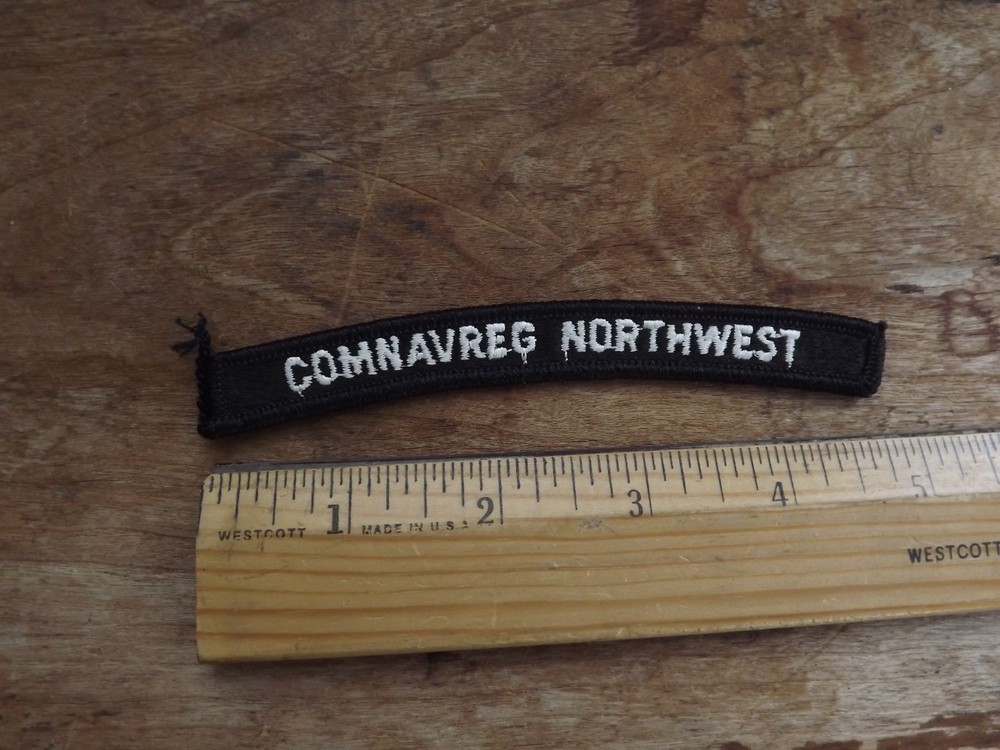 COMNAVREG NORTHWEST
1 2 3 4 5
WESTCOTT MADE IN U.S.A
WESTCOTT